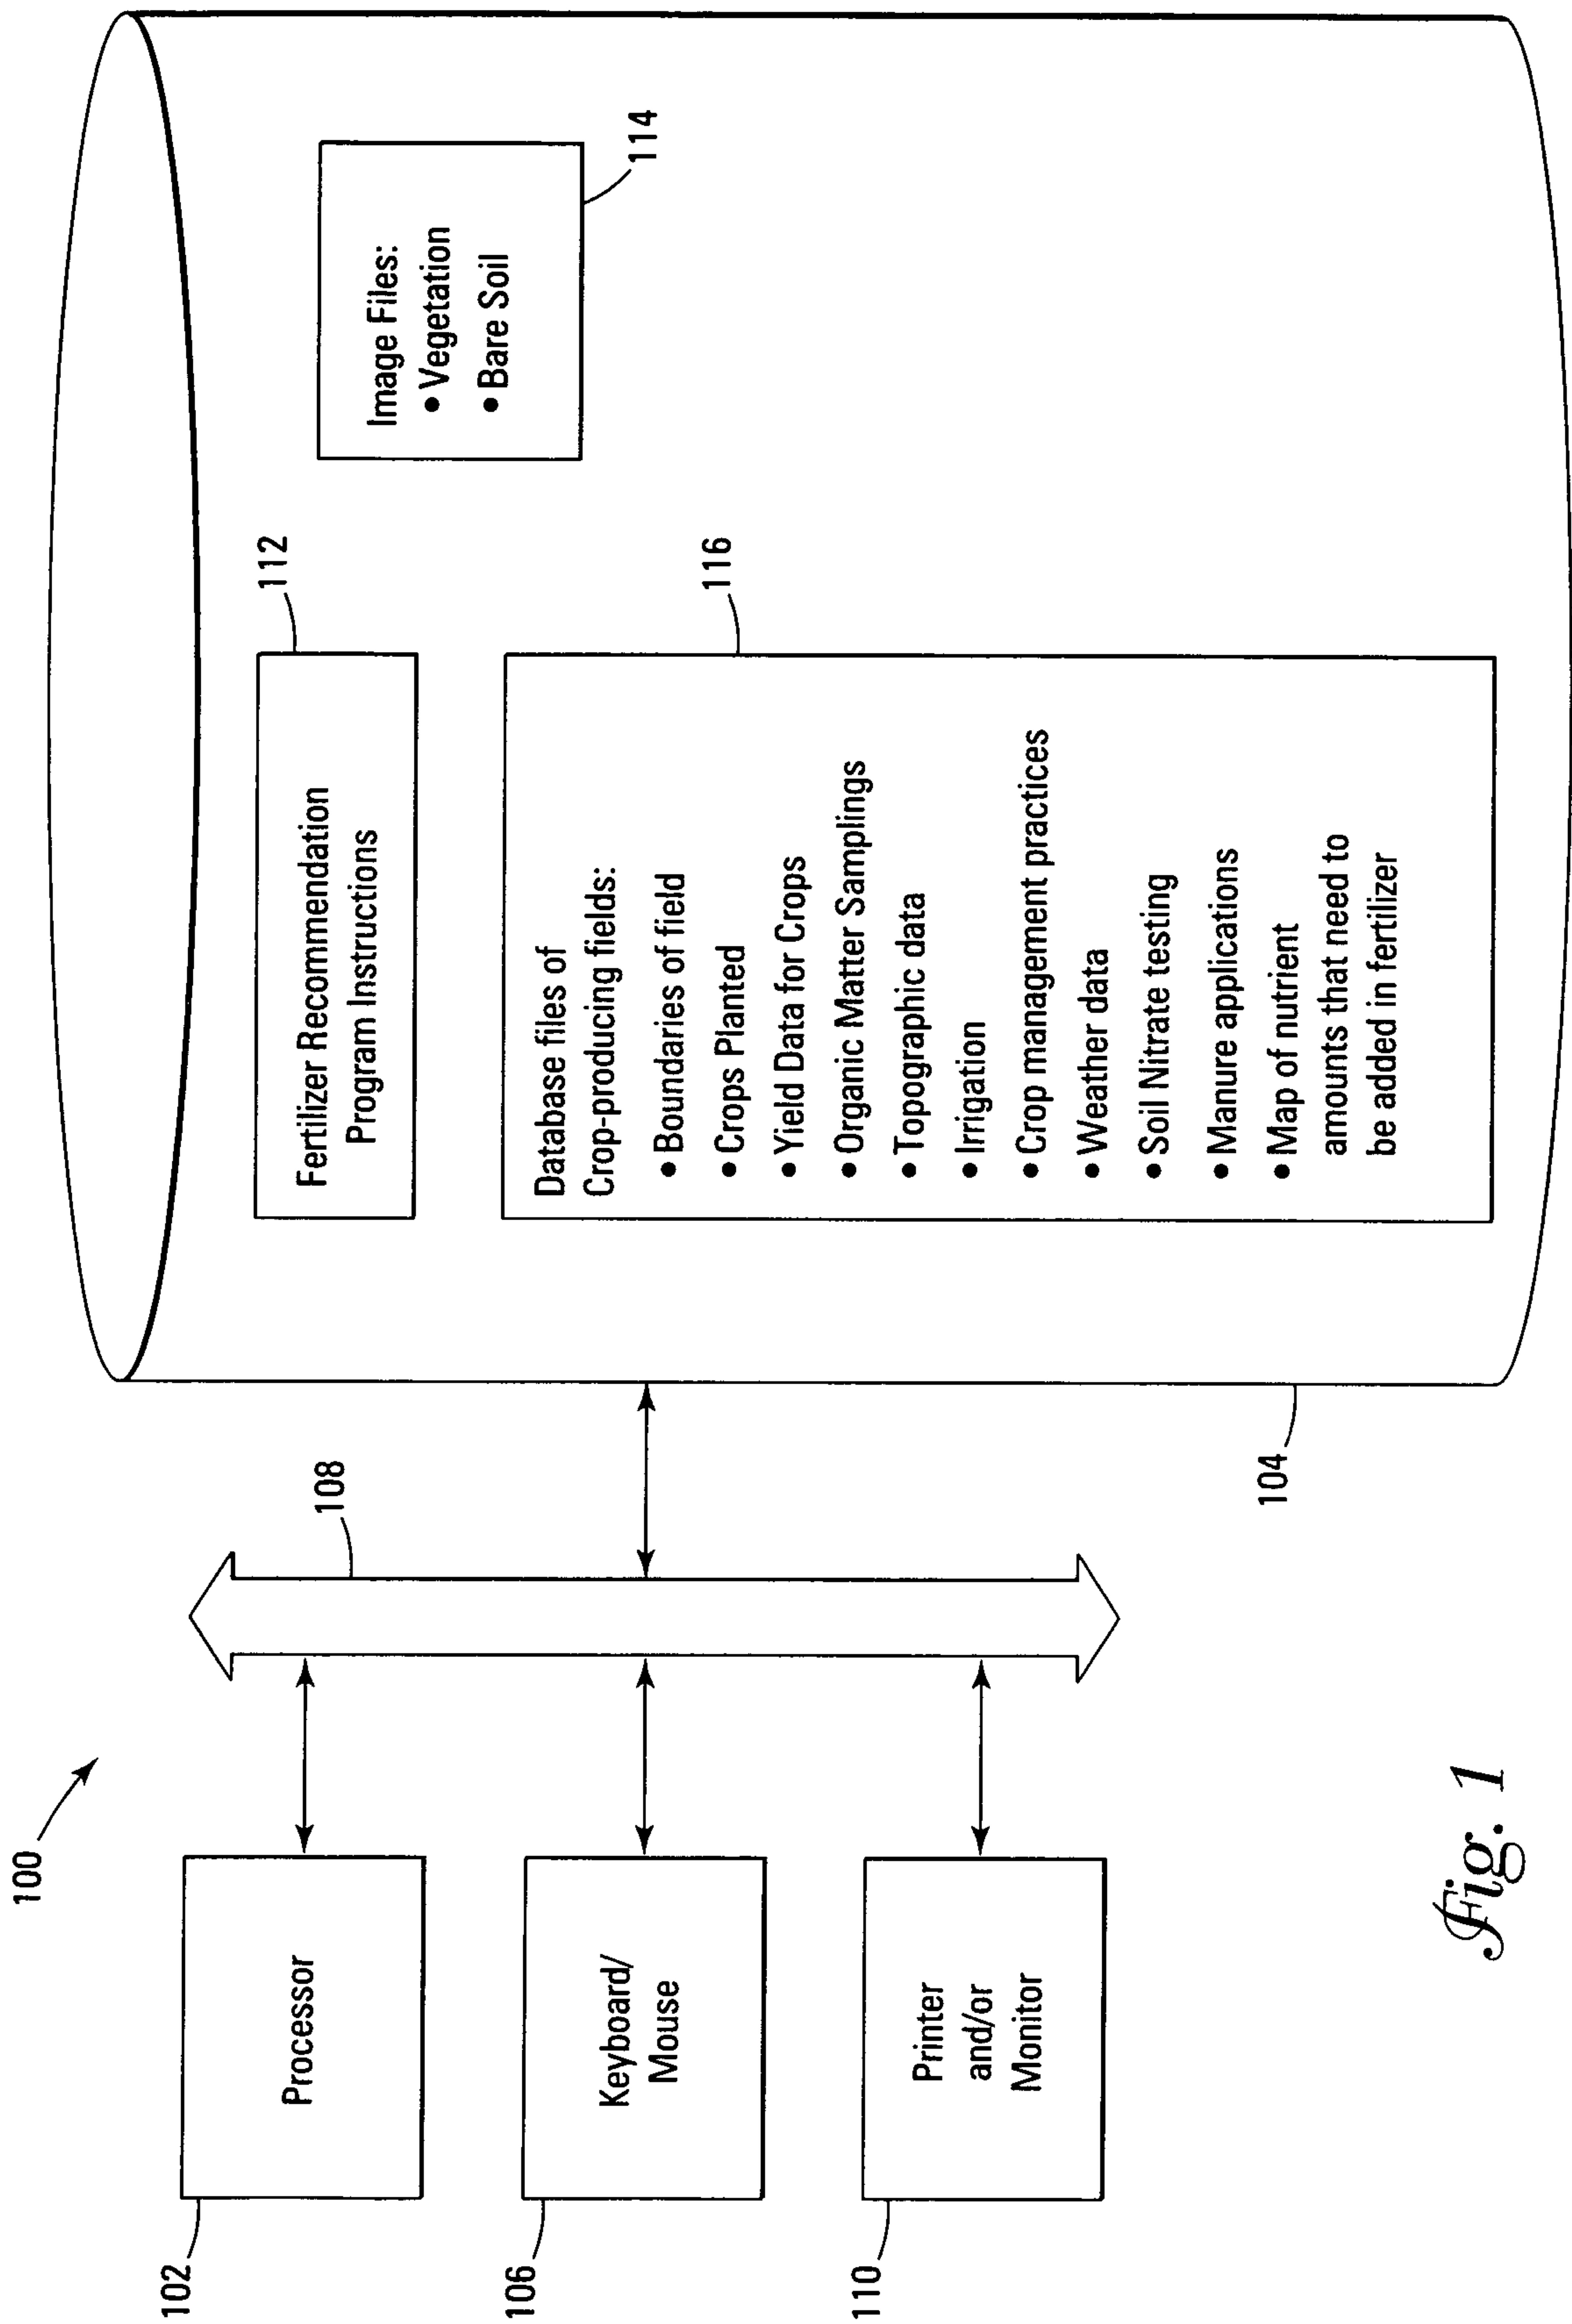 100
102
Processor
106
Keyboard/
Mouse
110
Printer
and/or
Monitor
108
104
112
Fertilizer Recommendation
Program Instructions
114
Image Files:
• Vegetation
• Bare Soil
116
Database files of
Crop-producing fields:
• Boundaries of field
• Crops Planted
• Yield Data for Crops
• Organic Matter Samplings
• Topographic data
• Irrigation
• Crop management practices
• Weather data
• Soil Nitrate testing
• Manure applications
• Map of nutrient
amounts that need to
be added in fertilizer
Fig. 1